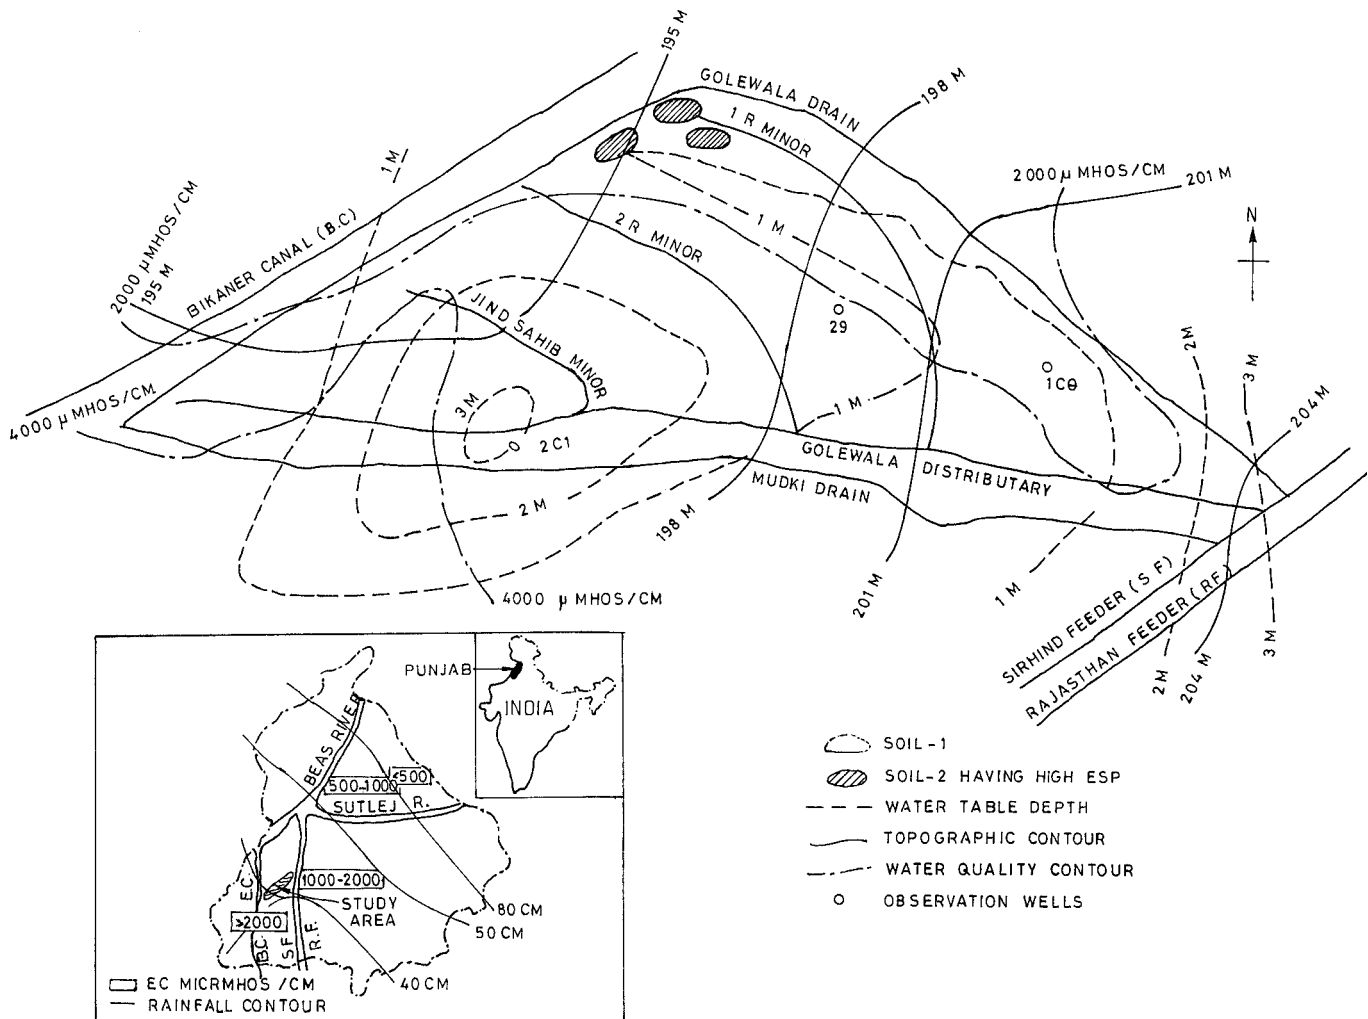 195 M
GOLEWALA DRAIN
198 M
1 R MINOR
1 M
2000 µ MHOS/CM
201 M
2000 µ MHOS/CM
195 M
BIKANER CANAL (B.C)
2 R MINOR
1 M
N
JIND SAHIB MINOR
29
2M
3 M
204 M
1CΘ
3 M
4000 µ MHOS/CM
2C1
1 M
GOLEWALA DISTRIBUTARY
MUDKI DRAIN
2 M
198 M
201 M
1 M
4000 µ MHOS/CM
SIRHIND FEEDER (S F)
RAJASTHAN FEEDER (RF)
2 M
204 M
3 M
PUNJAB
INDIA
BEAS RIVER
<500
500-1000
SUTLEJ R.
1000-2000
STUDY
AREA
E.C.
>2000
B.C.
S.F.
R.F.
80 CM
50 CM
40 CM
EC MICRMHOS /CM
RAINFALL CONTOUR
SOIL-1
SOIL-2 HAVING HIGH ESP
WATER TABLE DEPTH
TOPOGRAPHIC CONTOUR
WATER QUALITY CONTOUR
OBSERVATION WELLS